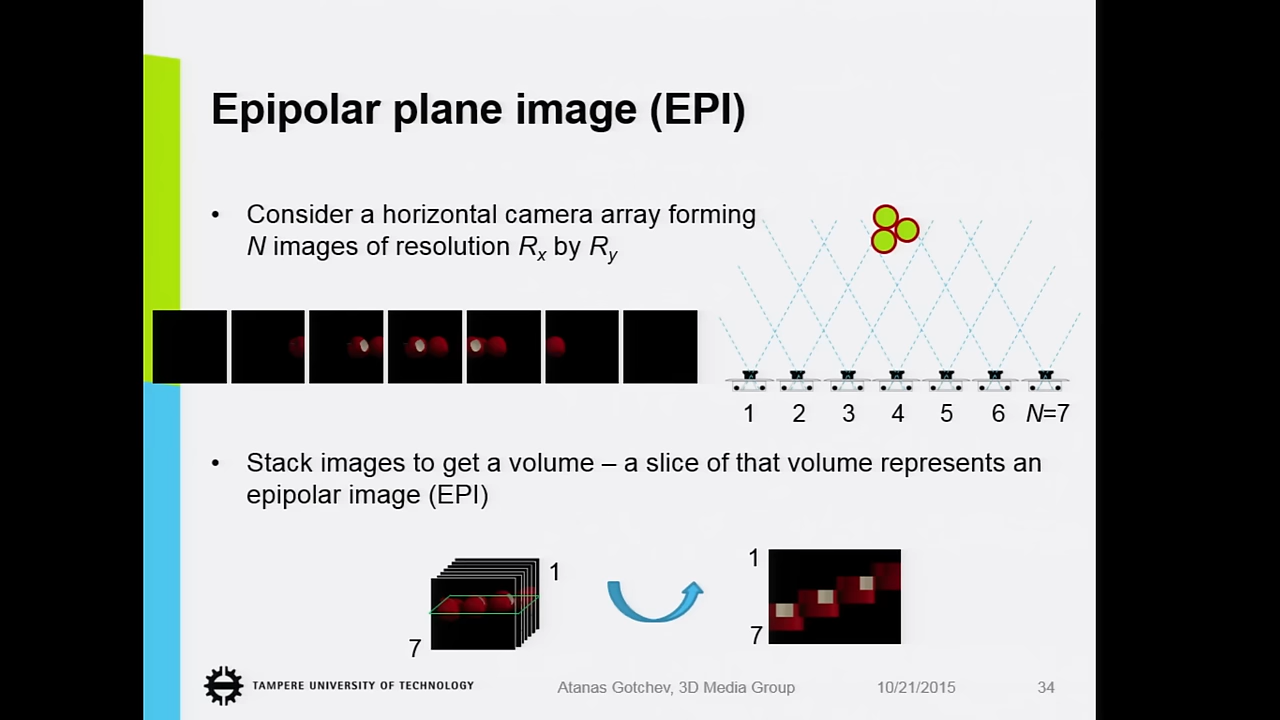 Epipolar plane image (EPI)
• Consider a horizontal camera array forming
N images of resolution Rx by Ry
1 2 3 4 5 6 N=7
• Stack images to get a volume – a slice of that volume represents an
epipolar image (EPI)
1
7
1
7
TAMPERE UNIVERSITY OF TECHNOLOGY
Atanas Gotchev, 3D Media Group
10/21/2015
34